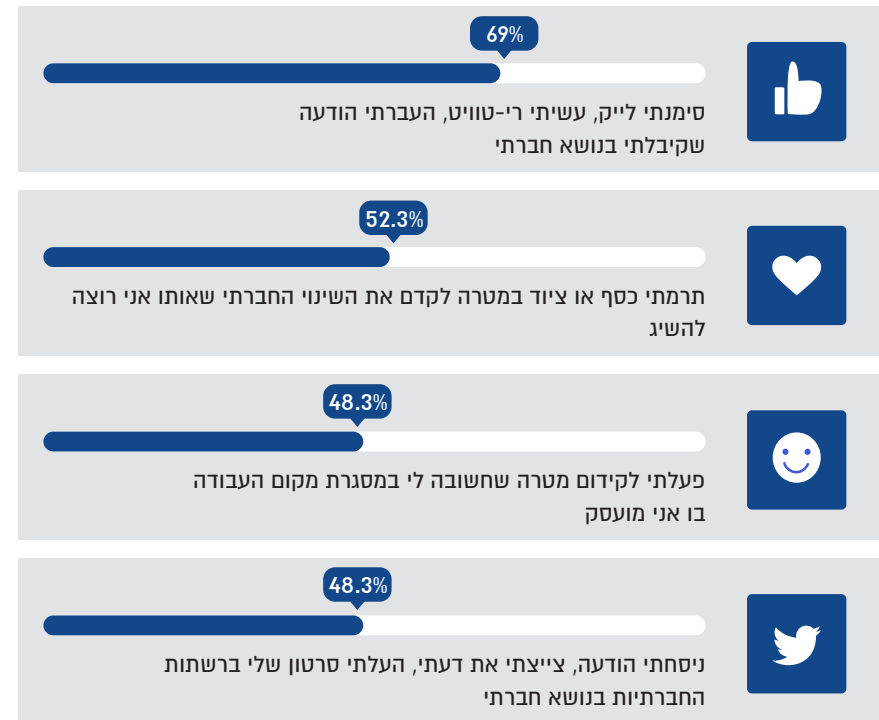 69%
סימנתי לייק, עשיתי רי-טוויט, העברתי הודעה
שקיבלתי בנושא חברתי
52.3%
תרמתי כסף או ציוד במטרה לקדם את השינוי החברתי שאותו אני רוצה
להשיג
48.3%
פעלתי לקידום מטרה שחשובה לי במסגרת מקום העבודה
בו אני מועסק
48.3%
ניסחתי הודעה, צייצתי את דעתי, העלתי סרטון שלי ברשתות
החברתיות בנושא חברתי